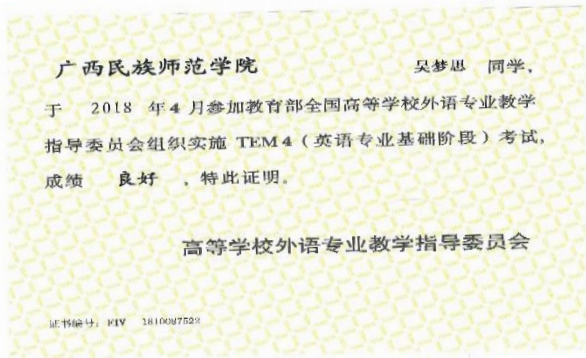 广西民族师范学院 吴梦思 同学,
于 2018 年 4 月参加教育部全国高等学校外语专业教学
指导委员会组织实施 TEM 4（英语专业基础阶段）考试,
成绩 良好 ，特此证明。
高等学校外语专业教学指导委员会
证书编号: EIV 1810087522